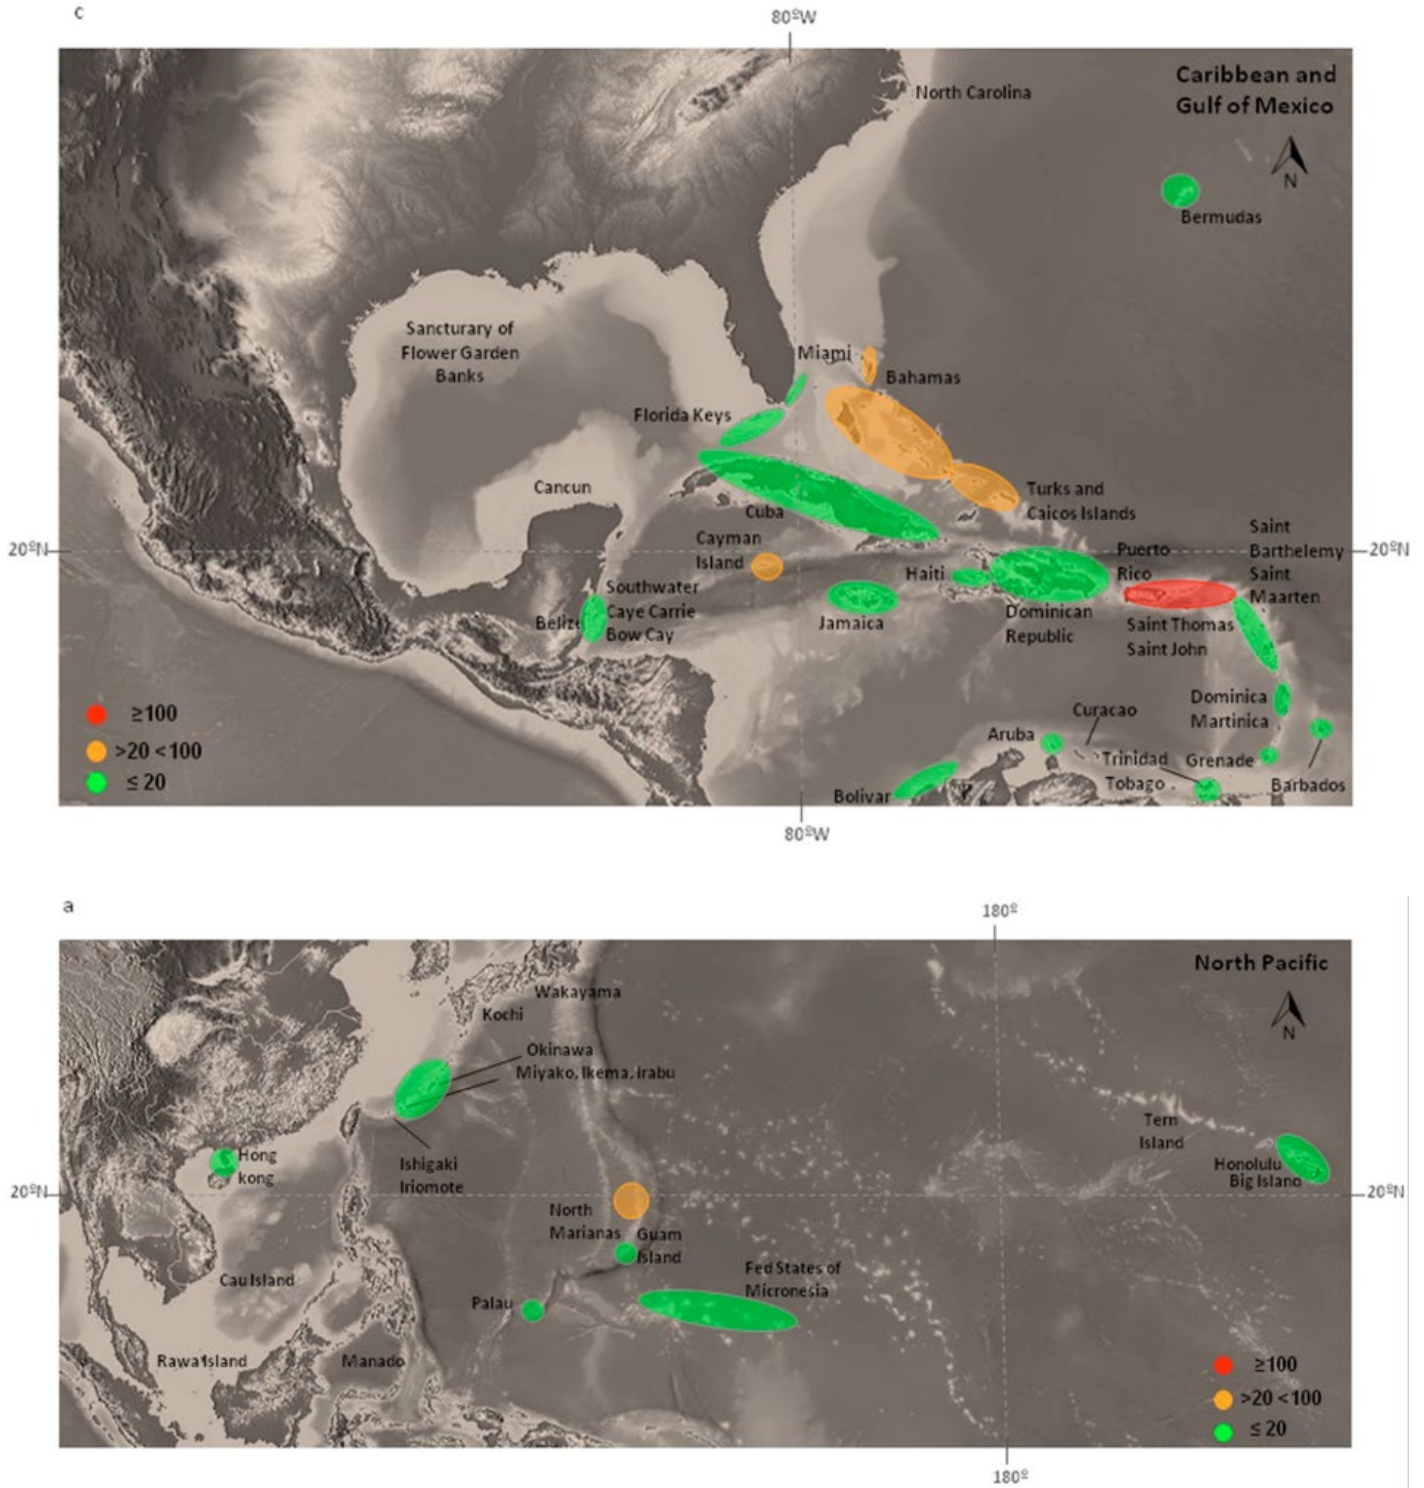 c
80ºW
Caribbean and
Gulf of Mexico
North Carolina
N
Bermudas
Sancturary of
Flower Garden
Banks
Miami
Bahamas
Florida Keys
Cancun
Turks and
Caicos Islands
Cuba
Saint
Barthelemy
Saint
Maarten
Cayman
Island
20ºN
20ºN
Puerto
Rico
Haiti
Southwater
Caye Carrie
Bow Cay
Belize
Jamaica
Dominican
Republic
Saint Thomas
Saint John
Dominica
Martinica
Curacao
Aruba
Trinidad
Tobago
Grenade
Barbados
Bolivar
≥100
>20 <100
≤ 20
80ºW
a
180º
North Pacific
N
Wakayama
Kochi
Okinawa
Miyako, Ikema, Irabu
Tern
Island
Hong
kong
Ishigaki
Iriomote
Honolulu
Big Island
20ºN
20ºN
North
Marianas
Guam
Island
Cau Island
Fed States of
Micronesia
Palau
Rawa Island
Manado
≥100
>20 <100
≤ 20
180º